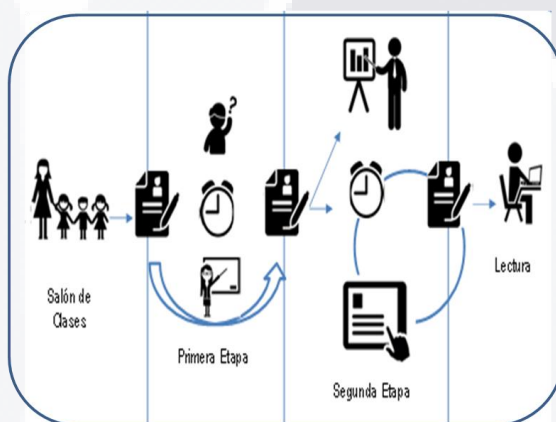 Salón de
Clases
Primera Etapa
Segunda Etapa
Lectura